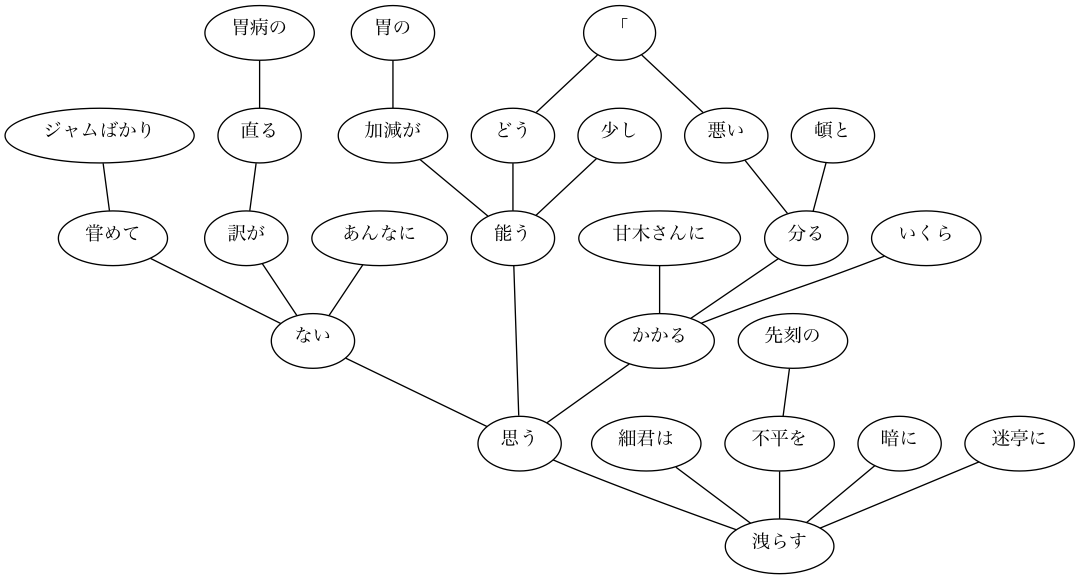 胃病の 胃の 「
ジャムばかり 直る 加減が どう 少し 悪い 頓と
甞めて 訳が あんなに 能う 甘木さんに 分る いくら
ない かかる 先刻の
思う 細君は 不平を 暗に 迷亭に
洩らす